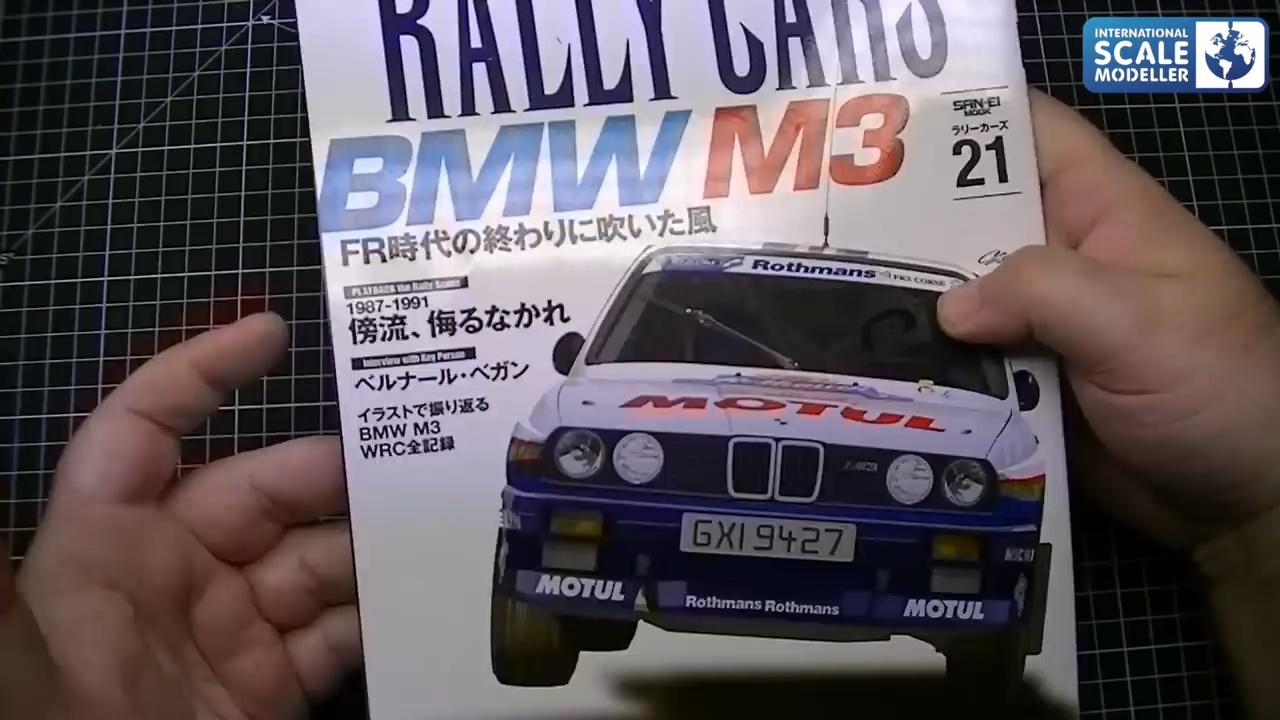 RALLY CARS
INTERNATIONAL
SCALE
MODELLER
BMW M3
SAN-EI
MOOK
ラリーカーズ
21
FR時代の終わりに吹いた風
PLAYBACK the Rally Scene
1987-1991
傍流、侮るなかれ
Interview with Key Person
ベルナール・ベガン
イラストで振り返る
BMW M3
WRC全記録
Rothmans
MOTUL
M3
GXI 9427
MOTUL
Rothmans Rothmans
MOTUL